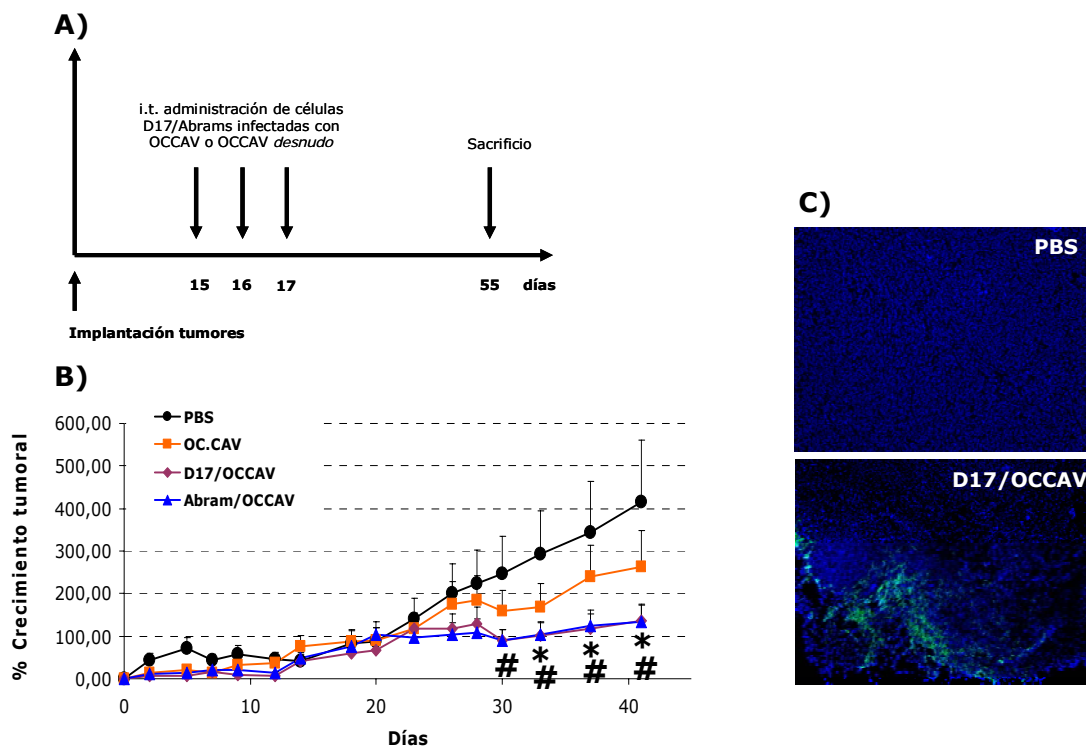 A)
i.t. administración de células
D17/Abrams infectadas con
OCCAV o OCCAV desnudo
Sacrificio
15 16 17 55 días
Implantación tumores
B)
PBS
OC.CAV
D17/OCCAV
Abram/OCCAV
% Crecimiento tumoral
600,00
500,00
400,00
300,00
200,00
100,00
0,00
0 10 20 30 40
Días
# * # * # * #
C)
PBS
D17/OCCAV